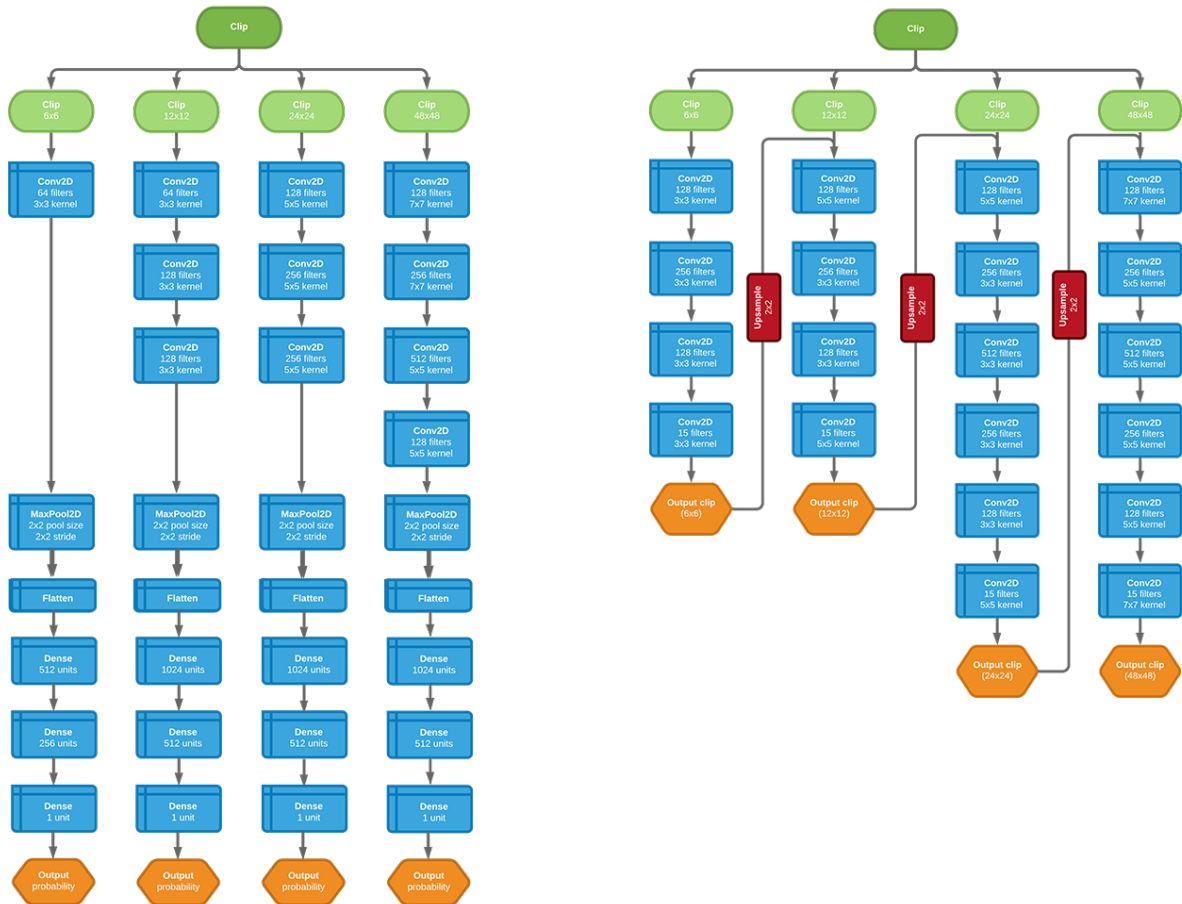 Clip
Clip
6x6
Clip
12x12
Clip
24x24
Clip
48x48
Conv2D
64 filters
3x3 kernel
Conv2D
64 filters
3x3 kernel
Conv2D
128 filters
5x5 kernel
Conv2D
128 filters
7x7 kernel
Conv2D
128 filters
3x3 kernel
Conv2D
256 filters
5x5 kernel
Conv2D
256 filters
7x7 kernel
Conv2D
128 filters
3x3 kernel
Conv2D
256 filters
5x5 kernel
Conv2D
512 filters
5x5 kernel
Conv2D
128 filters
5x5 kernel
MaxPool2D
2x2 pool size
2x2 stride
MaxPool2D
2x2 pool size
2x2 stride
MaxPool2D
2x2 pool size
2x2 stride
MaxPool2D
2x2 pool size
2x2 stride
Flatten
Flatten
Flatten
Flatten
Dense
512 units
Dense
1024 units
Dense
1024 units
Dense
1024 units
Dense
256 units
Dense
512 units
Dense
512 units
Dense
512 units
Dense
1 unit
Dense
1 unit
Dense
1 unit
Dense
1 unit
Output
probability
Output
probability
Output
probability
Output
probability
Clip
Clip
6x6
Clip
12x12
Clip
24x24
Clip
48x48
Conv2D
128 filters
3x3 kernel
Conv2D
128 filters
5x5 kernel
Conv2D
128 filters
5x5 kernel
Conv2D
128 filters
7x7 kernel
Conv2D
256 filters
3x3 kernel
Conv2D
256 filters
3x3 kernel
Conv2D
256 filters
3x3 kernel
Conv2D
256 filters
5x5 kernel
Upsample
2x2
Upsample
2x2
Upsample
2x2
Conv2D
128 filters
3x3 kernel
Conv2D
128 filters
3x3 kernel
Conv2D
512 filters
3x3 kernel
Conv2D
512 filters
5x5 kernel
Conv2D
15 filters
3x3 kernel
Conv2D
15 filters
5x5 kernel
Conv2D
256 filters
3x3 kernel
Conv2D
256 filters
5x5 kernel
Output clip
(6x6)
Output clip
(12x12)
Conv2D
128 filters
3x3 kernel
Conv2D
128 filters
5x5 kernel
Conv2D
15 filters
5x5 kernel
Conv2D
15 filters
7x7 kernel
Output clip
(24x24)
Output clip
(48x48)